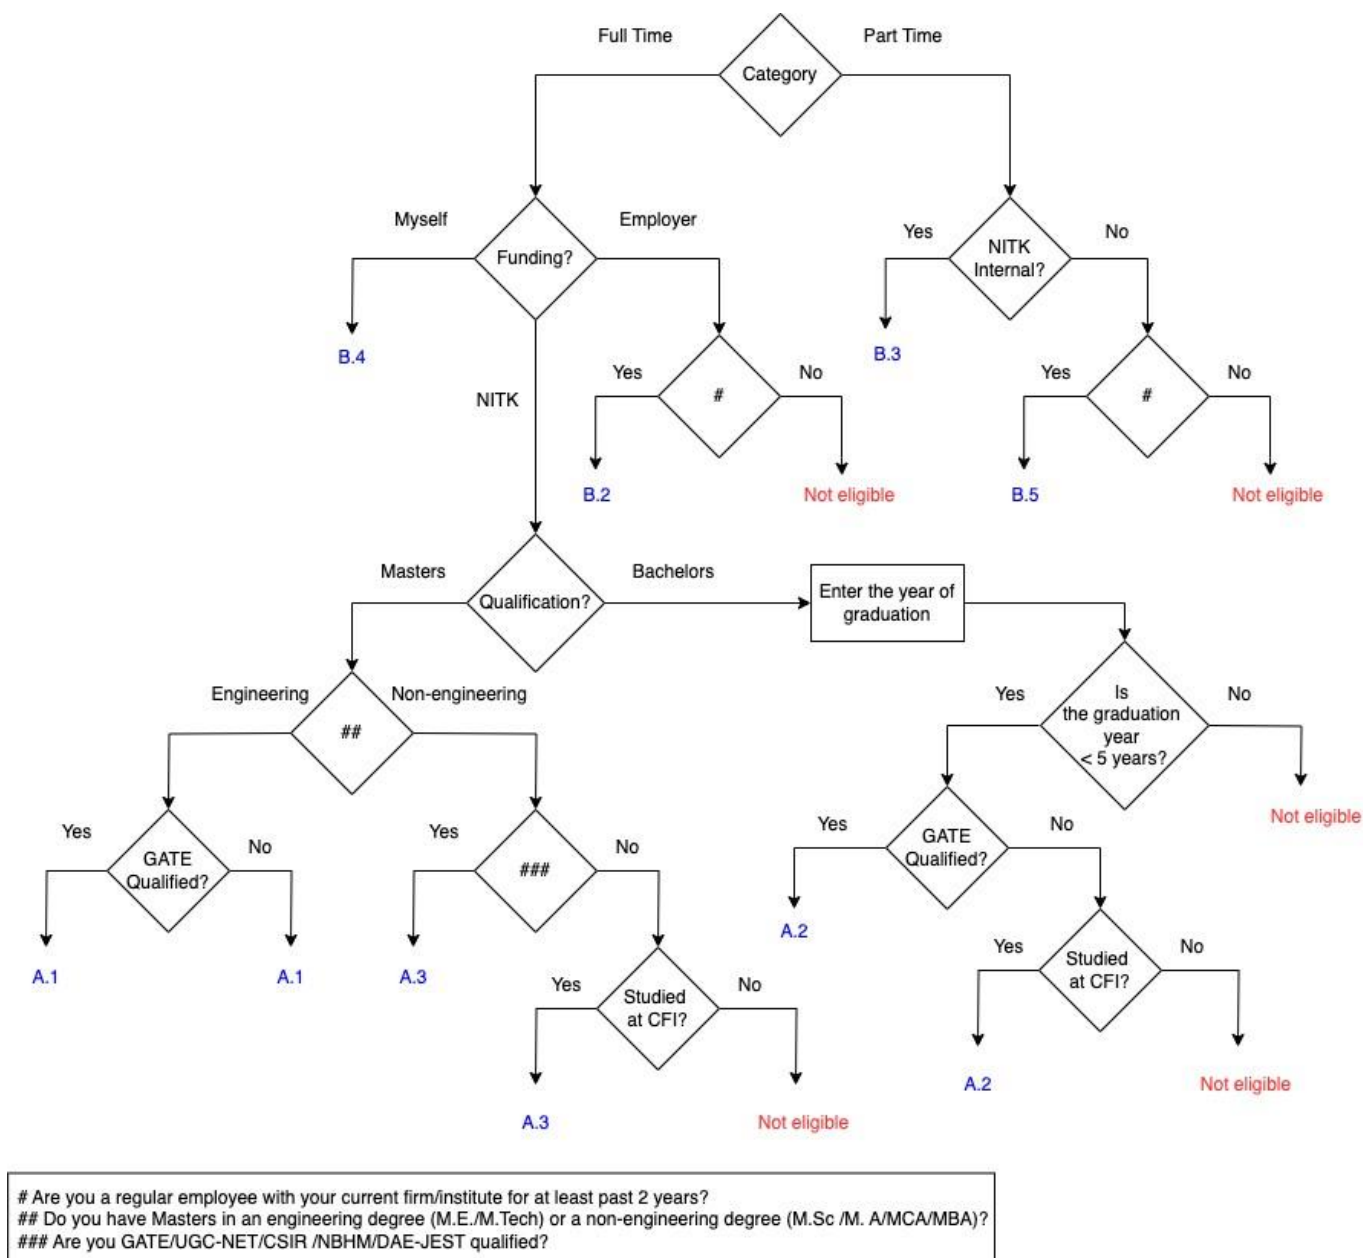 Full Time
Part Time
Category
Myself
Employer
Funding?
Yes
NITK
Internal?
No
B.4
B.3
NITK
Yes
#
No
Yes
#
No
B.2
Not eligible
B.5
Not eligible
Masters
Bachelors
Qualification?
Enter the year of
graduation
Engineering
Non-engineering
##
Yes
Is
the graduation
year
< 5 years?
No
Not eligible
Yes
GATE
Qualified?
No
Yes
###
No
Yes
GATE
Qualified?
No
A.2
A.1
A.1
A.3
Yes
Studied
at CFI?
No
Yes
Studied
at CFI?
No
A.2
Not eligible
A.3
Not eligible
# Are you a regular employee with your current firm/institute for at least past 2 years?
## Do you have Masters in an engineering degree (M.E./M.Tech) or a non-engineering degree (M.Sc /M. A/MCA/MBA)?
### Are you GATE/UGC-NET/CSIR /NBHM/DAE-JEST qualified?